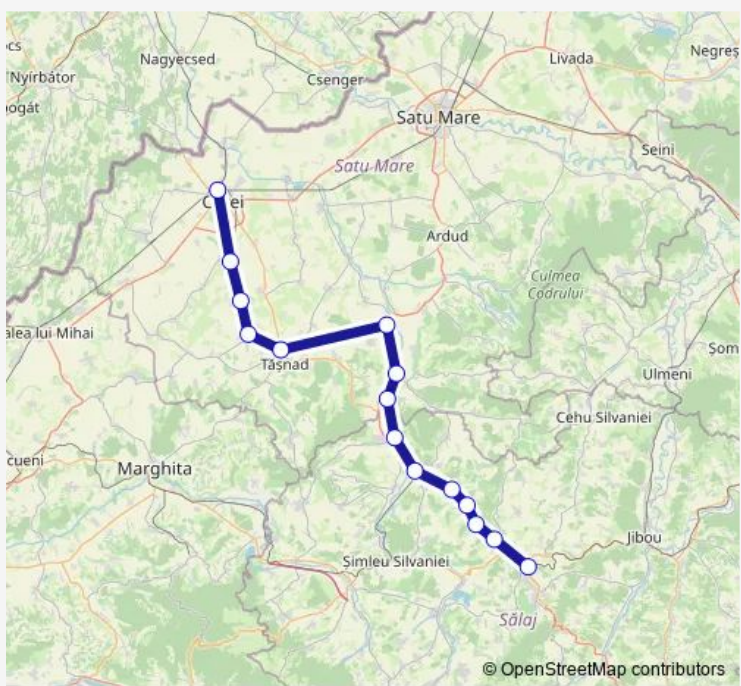 ocs
Nagyecsed
Negreș
Nyírbátor
Csenger
Livada
ogát
Satu Mare
Seini
Satu Mare
Ardud
Culmea
Codrului
alea lui Mihai
Tășnad
Șom
Ulmeni
Cehu Silvaniei
cueni
Marghita
Jibou
Șimleu Silvaniei
Sălaj
© OpenStreetMap contributors